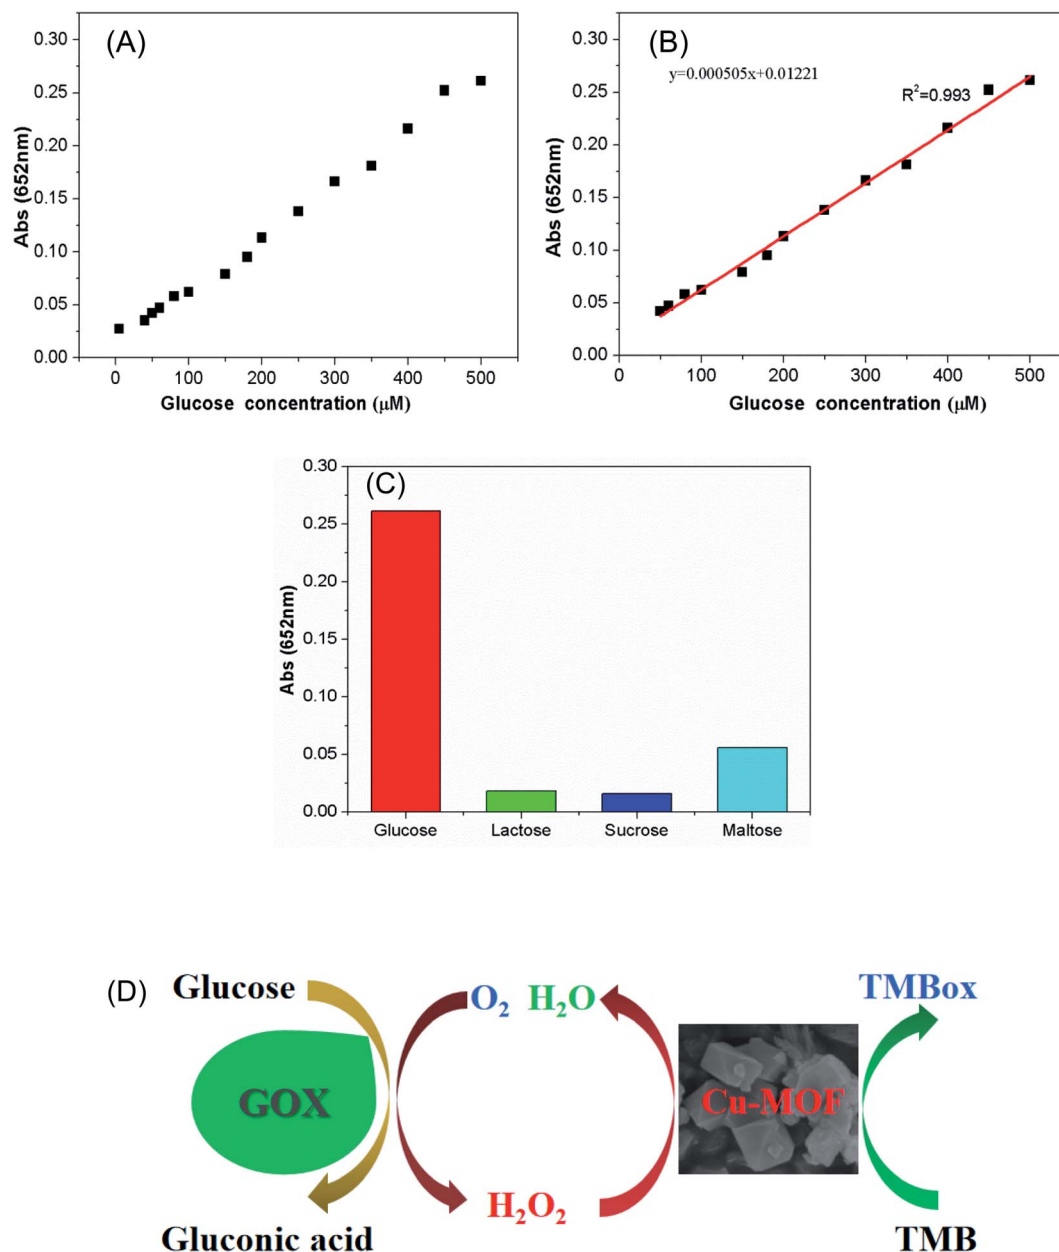 (A)
0.30
0.25
0.20
0.15
0.10
0.05
0.00
Abs (652nm)
0 100 200 300 400 500
Glucose concentration (μM)
(B)
y=0.000505x+0.01221
R²=0.993
0.30
0.25
0.20
0.15
0.10
0.05
0.00
Abs (652nm)
0 100 200 300 400 500
Glucose concentration (μM)
(C)
0.30
0.25
0.20
0.15
0.10
0.05
0.00
Abs (652nm)
Glucose Lactose Sucrose Maltose
(D)
Glucose O₂ H₂O TMBox
GOX Cu-MOF
H₂O₂
Gluconic acid TMB